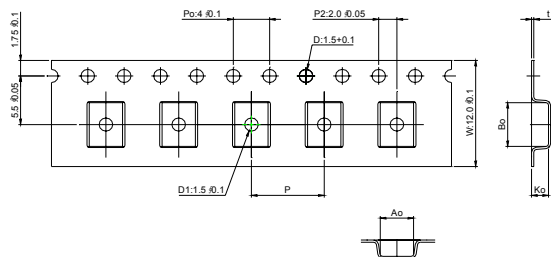 Po:4 ±0.1
P2:2.0 ±0.05
D:1.5+0.1
t
1.75 ±0.1
5.5 ±0.05
W:12.0 ±0.1
Bo
D1:1.5 ±0.1
P
Ko
Ao